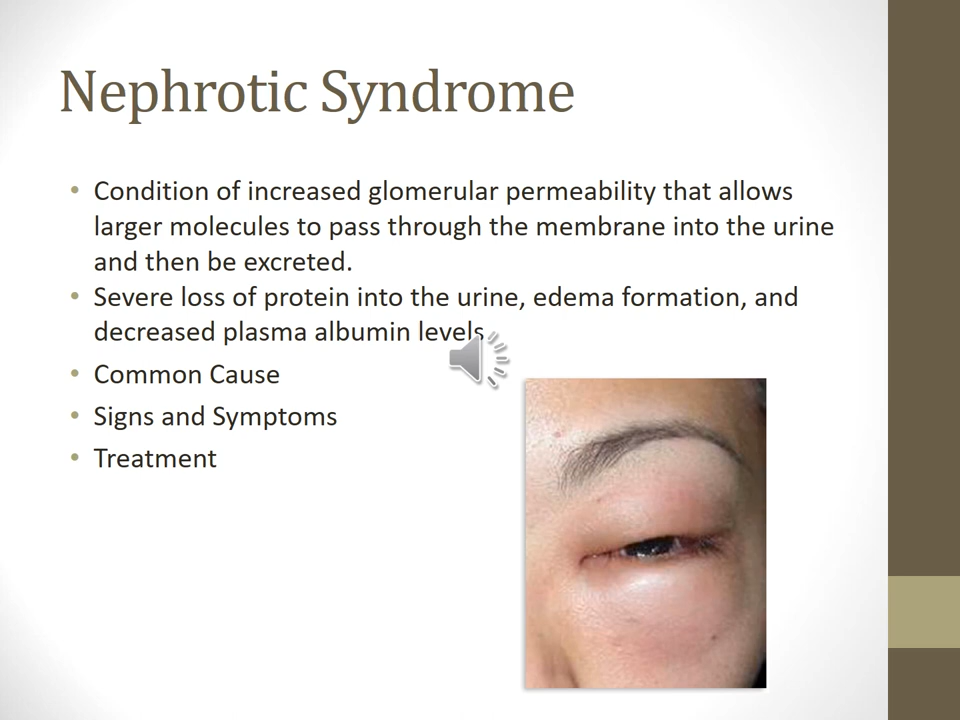 Nephrotic Syndrome
• Condition of increased glomerular permeability that allows
larger molecules to pass through the membrane into the urine
and then be excreted.
• Severe loss of protein into the urine, edema formation, and
decreased plasma albumin levels
• Common Cause
• Signs and Symptoms
• Treatment